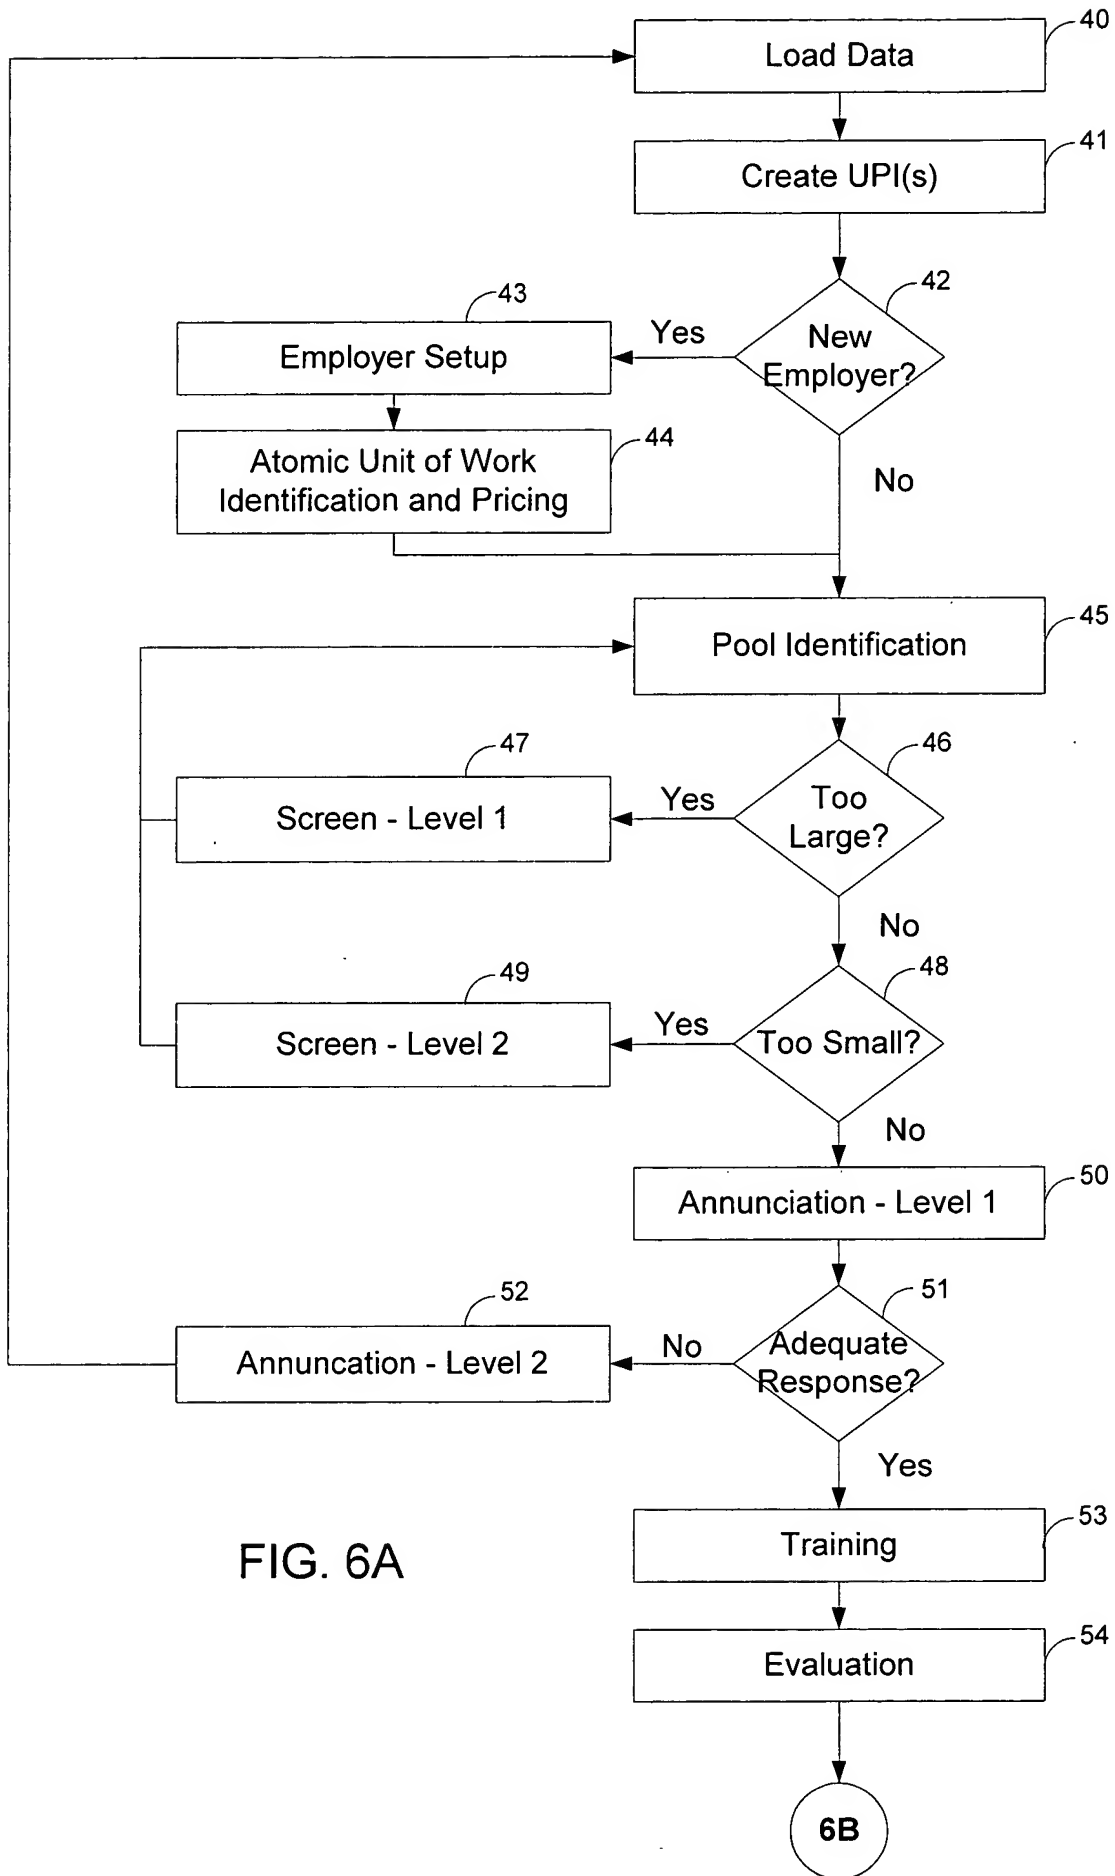 40
Load Data
41
Create UPI(s)
42
43
Yes
New
Employer?
Employer Setup
44
Atomic Unit of Work
Identification and Pricing
No
45
Pool Identification
46
47
Yes
Too
Large?
Screen - Level 1
No
48
49
Yes
Too Small?
Screen - Level 2
No
50
Annunciation - Level 1
51
52
No
Adequate
Response?
Annuncation - Level 2
Yes
53
Training
FIG. 6A
54
Evaluation
6B